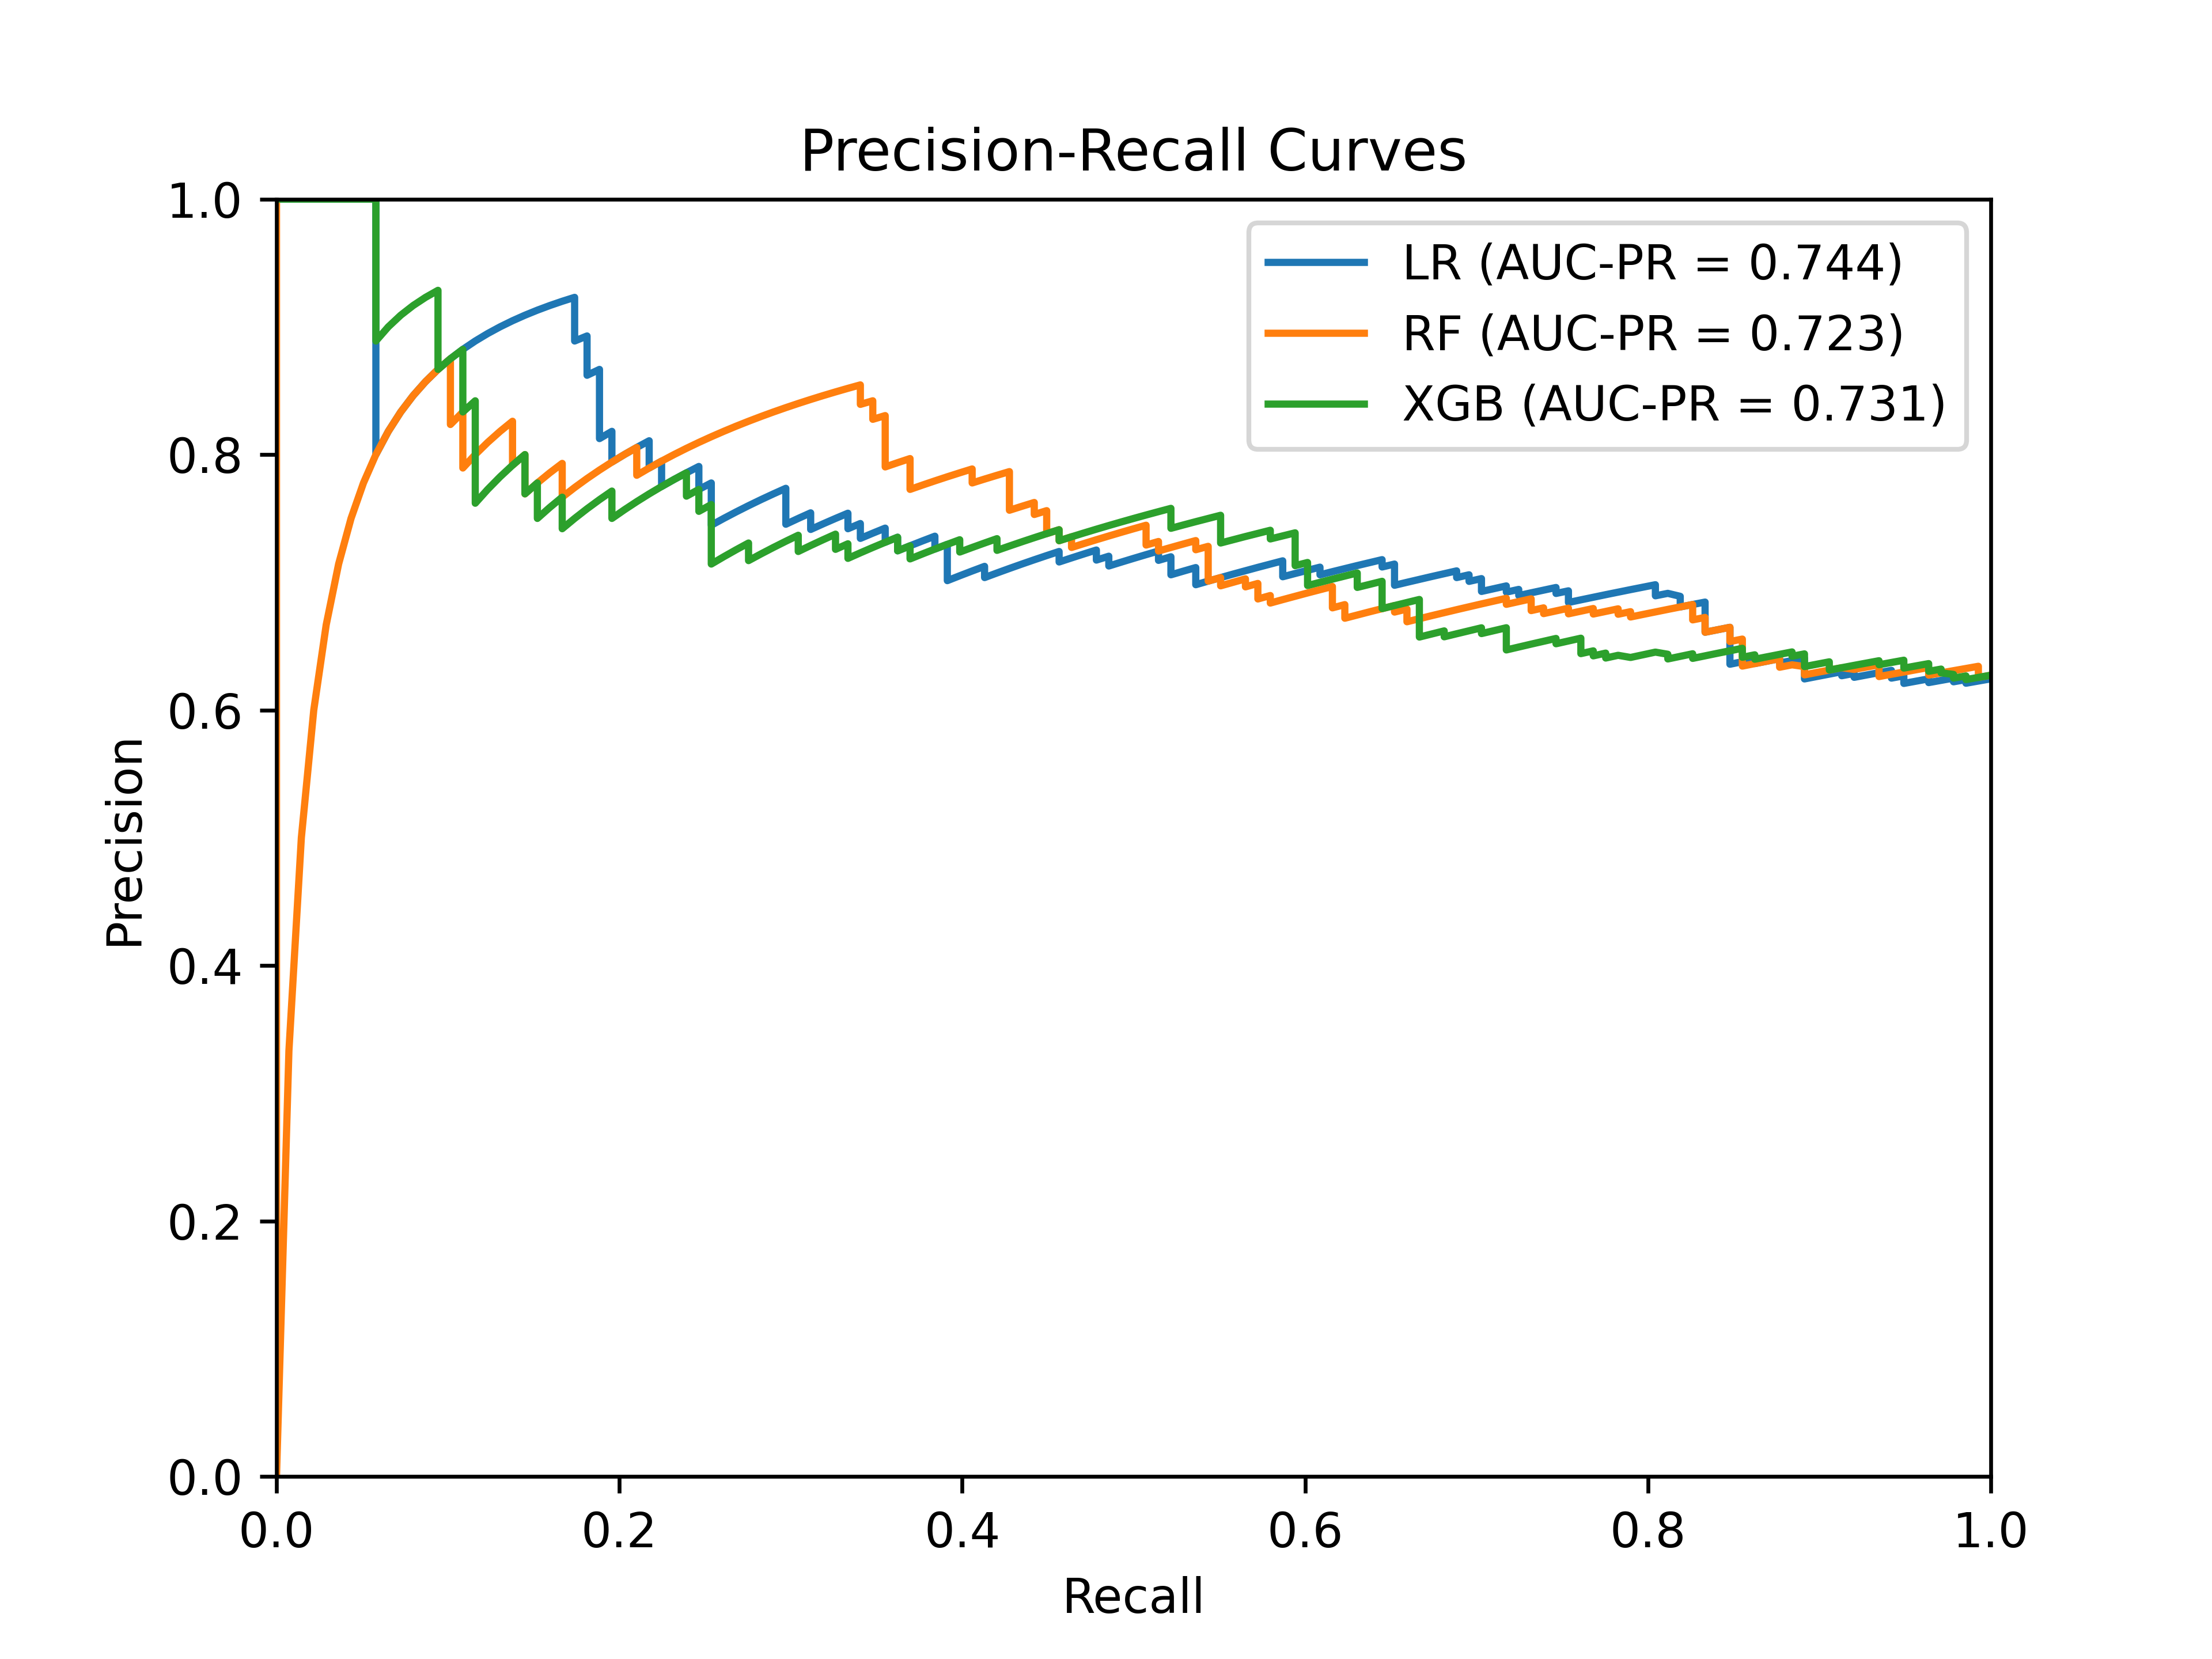 Precision-Recall Curves
LR (AUC-PR = 0.744)
RF (AUC-PR = 0.723)
XGB (AUC-PR = 0.731)
Precision
1.0
0.8
0.6
0.4
0.2
0.0
0.0 0.2 0.4 0.6 0.8 1.0
Recall